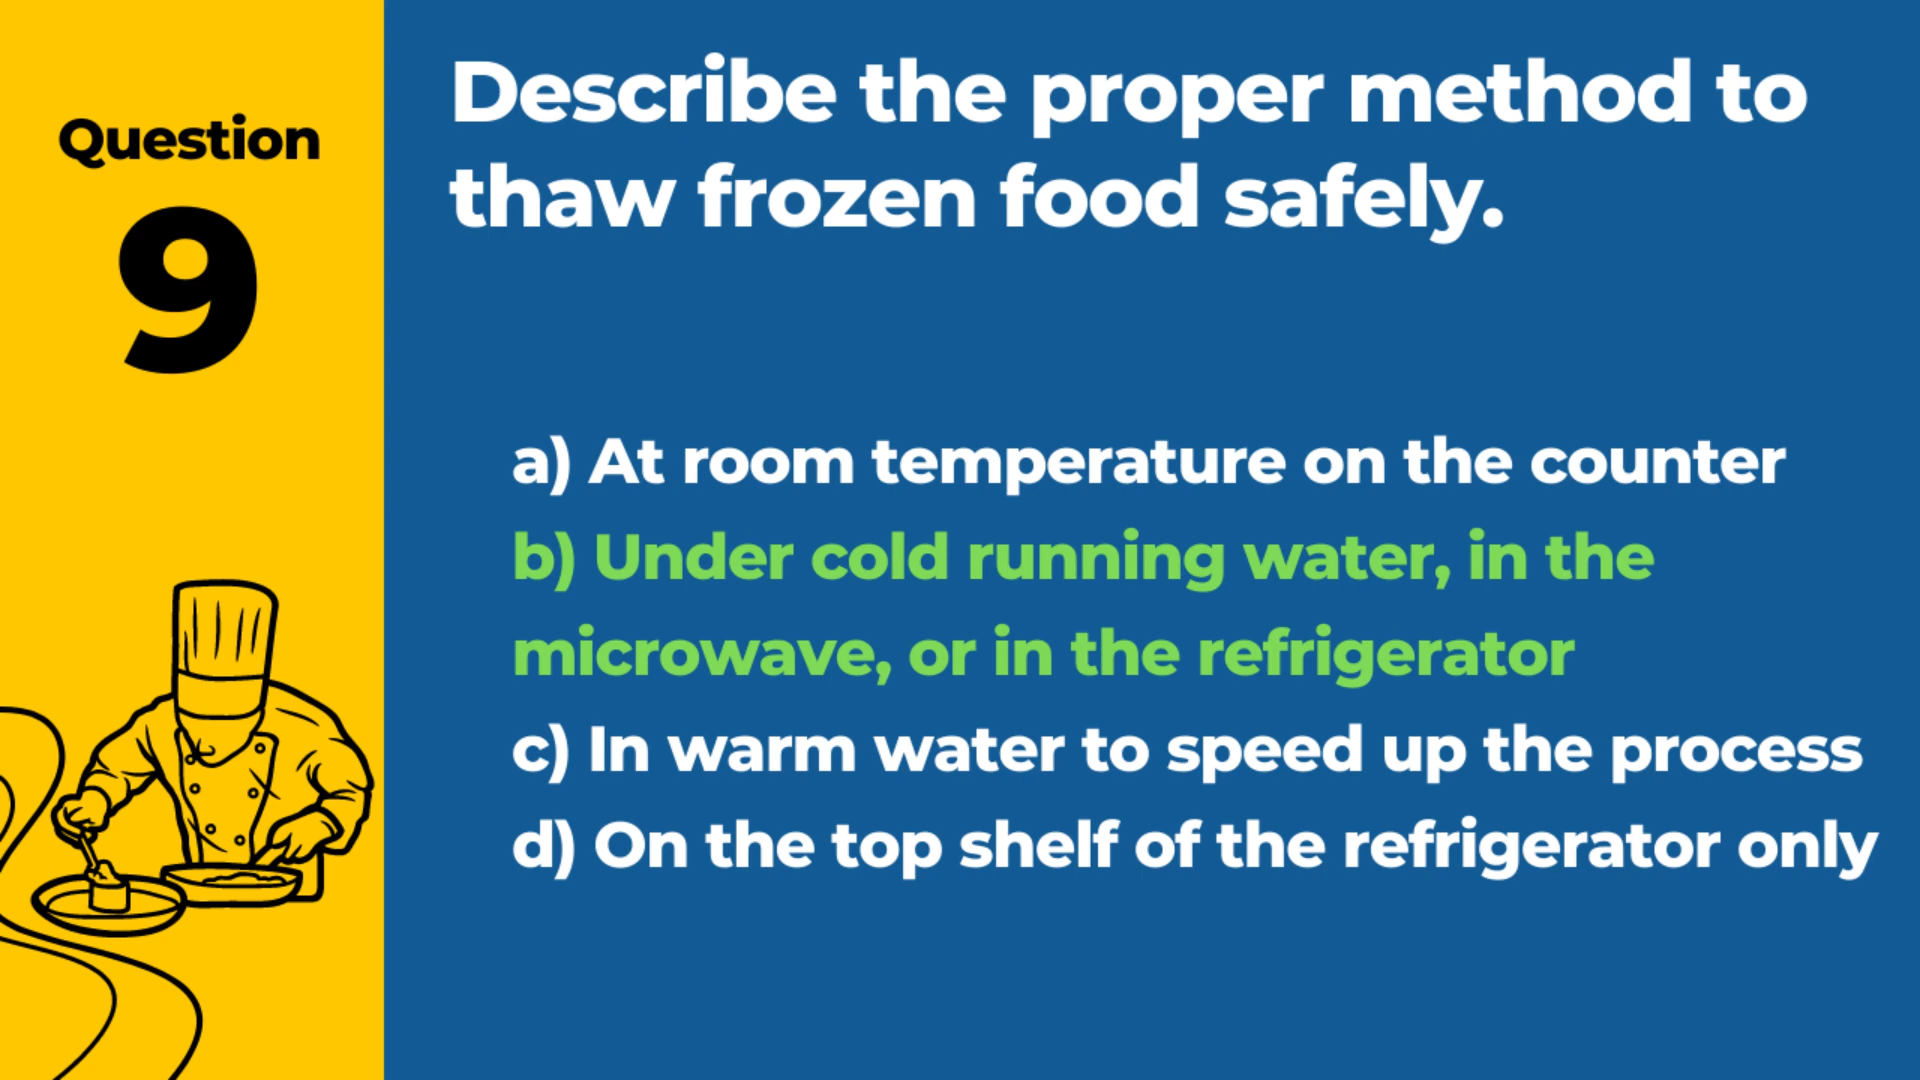 Question
9
Describe the proper method to
thaw frozen food safely.
a) At room temperature on the counter
b) Under cold running water, in the
microwave, or in the refrigerator
c) In warm water to speed up the process
d) On the top shelf of the refrigerator only